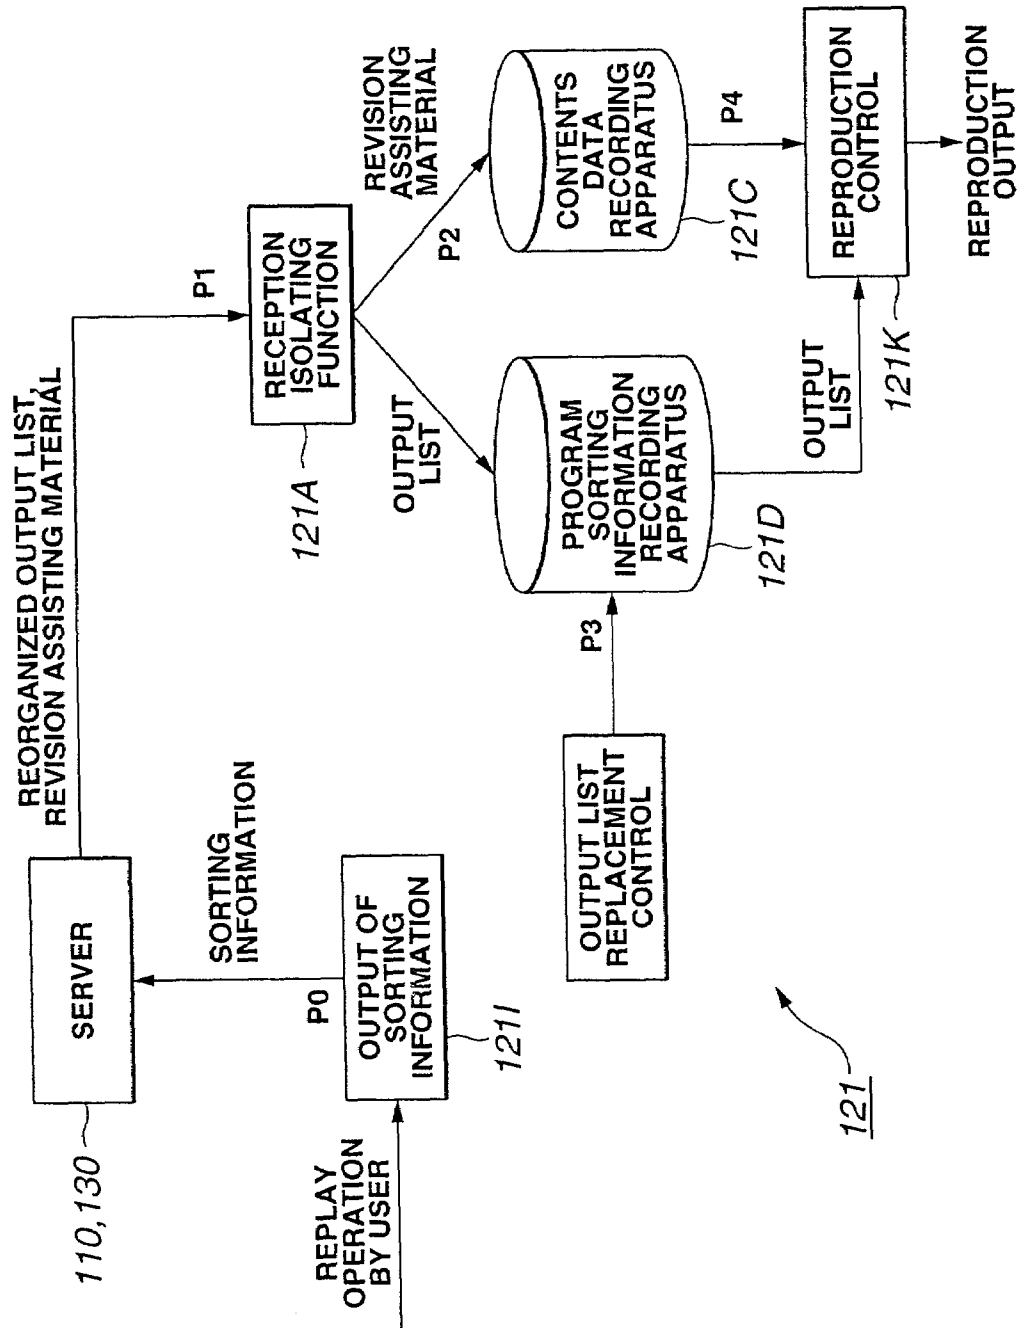 REORGANIZED OUTPUT LIST,
REVISION ASSISTING MATERIAL
SERVER
110,130
SORTING
INFORMATION
P0
REPLAY
OPERATION
BY USER
OUTPUT OF
SORTING
INFORMATION
121I
P1
RECEPTION
ISOLATING
FUNCTION
121A
REVISION
ASSISTING
MATERIAL
P2
OUTPUT
LIST
OUTPUT LIST
REPLACEMENT
CONTROL
P3
PROGRAM
SORTING
INFORMATION
RECORDING
APPARATUS
121D
CONTENTS
DATA
RECORDING
APPARATUS
121C
P4
OUTPUT
LIST
REPRODUCTION
CONTROL
121K
REPRODUCTION
OUTPUT
121